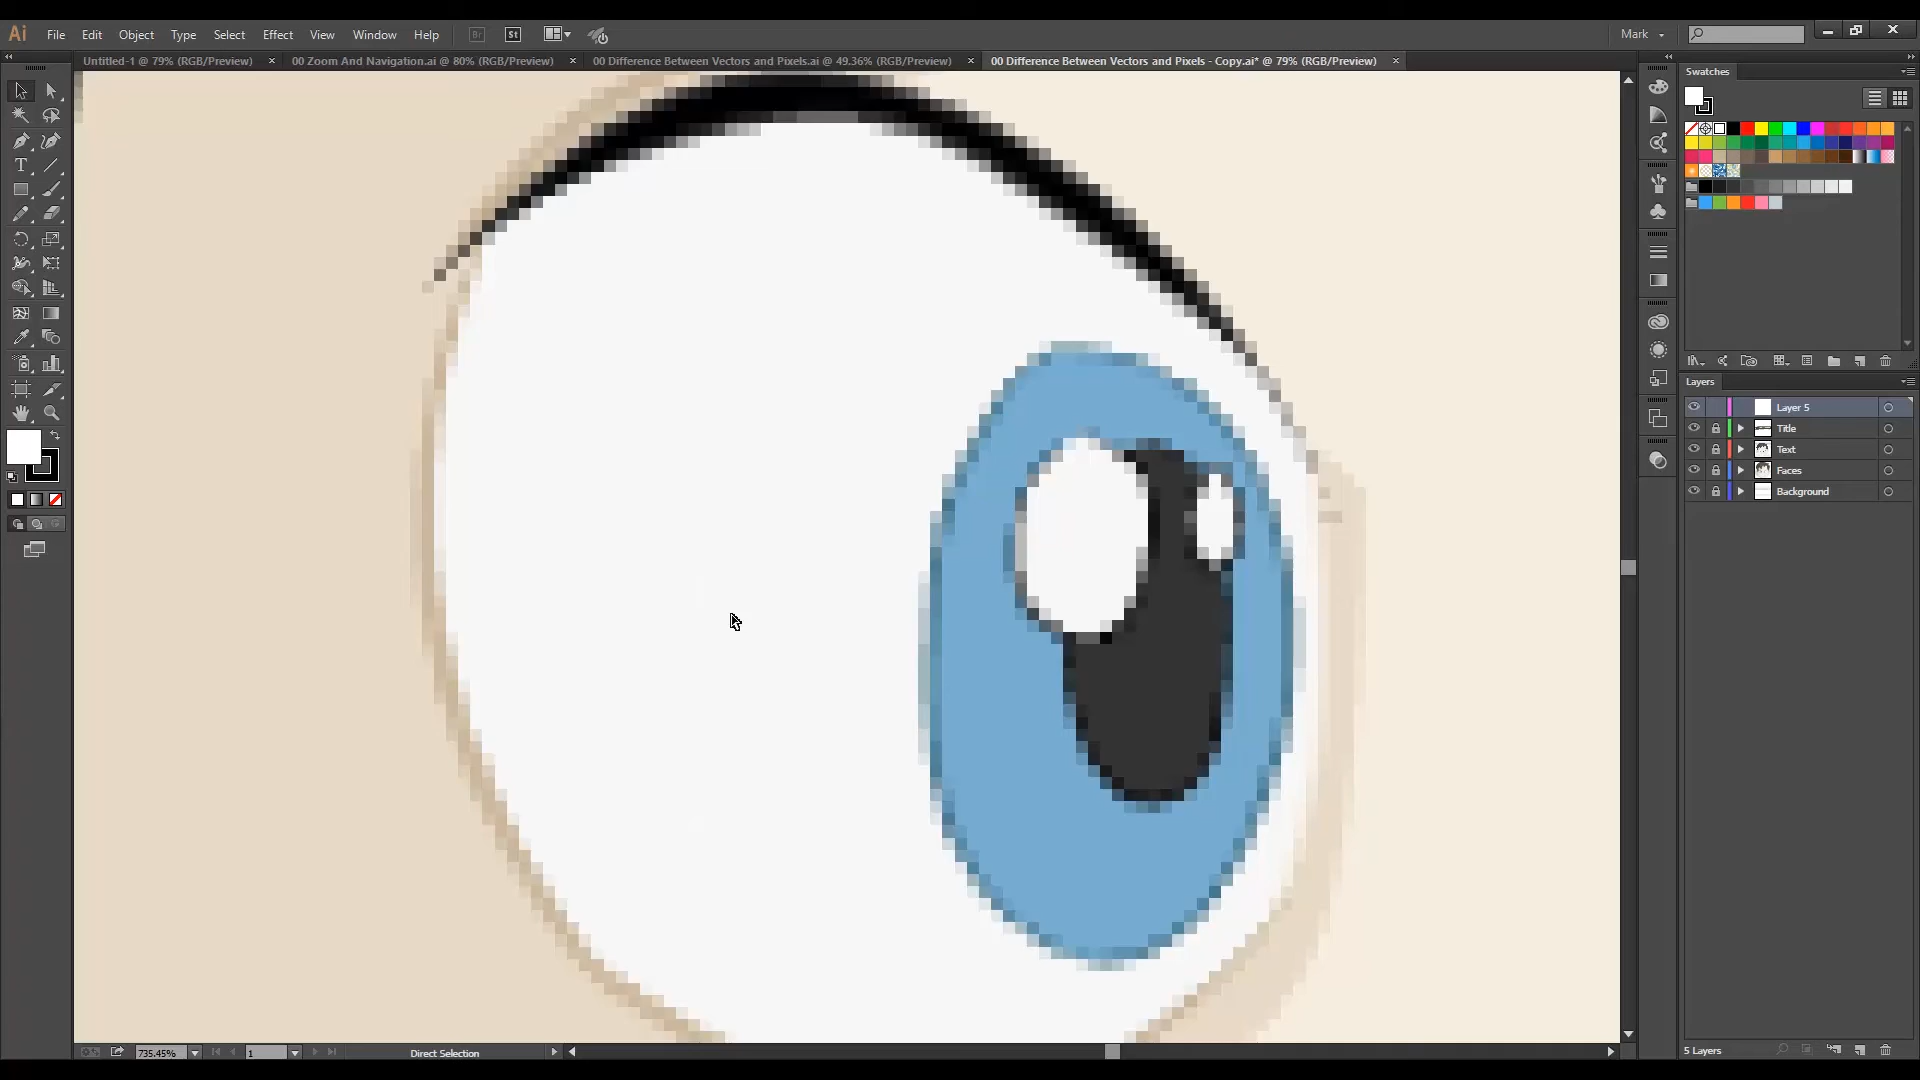 Ai File Edit Object Type Select Effect View Window Help Br St Mark
Untitled-1 @ 79% (RGB/Preview) × 00 Zoom And Navigation.ai @ 80% (RGB/Preview) × 00 Difference Between Vectors and Pixels.ai @ 49.36% (RGB/Preview) × 00 Difference Between Vectors and Pixels - Copy.ai* @ 79% (RGB/Preview) ×
Swatches
Layers
Layer 5
Title
Text
Faces
Background
735.45% 1 Direct Selection
5 Layers